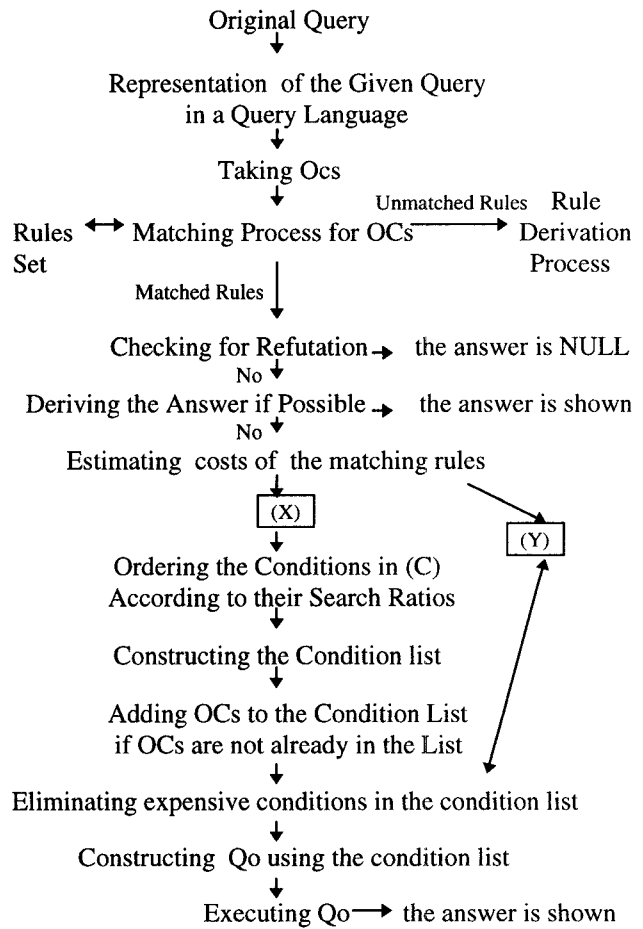 Original Query
Representation of the Given Query
in a Query Language
Taking Ocs
Unmatched Rules
Rule
Rules
Matching Process for OCs
Derivation
Set
Process
Matched Rules
Checking for Refutation
the answer is NULL
No
Deriving the Answer if Possible
the answer is shown
No
Estimating costs of the matching rules
(X)
(Y)
Ordering the Conditions in (C)
According to their Search Ratios
Constructing the Condition list
Adding OCs to the Condition List
if OCs are not already in the List
Eliminating expensive conditions in the condition list
Constructing Qo using the condition list
Executing Qo
the answer is shown